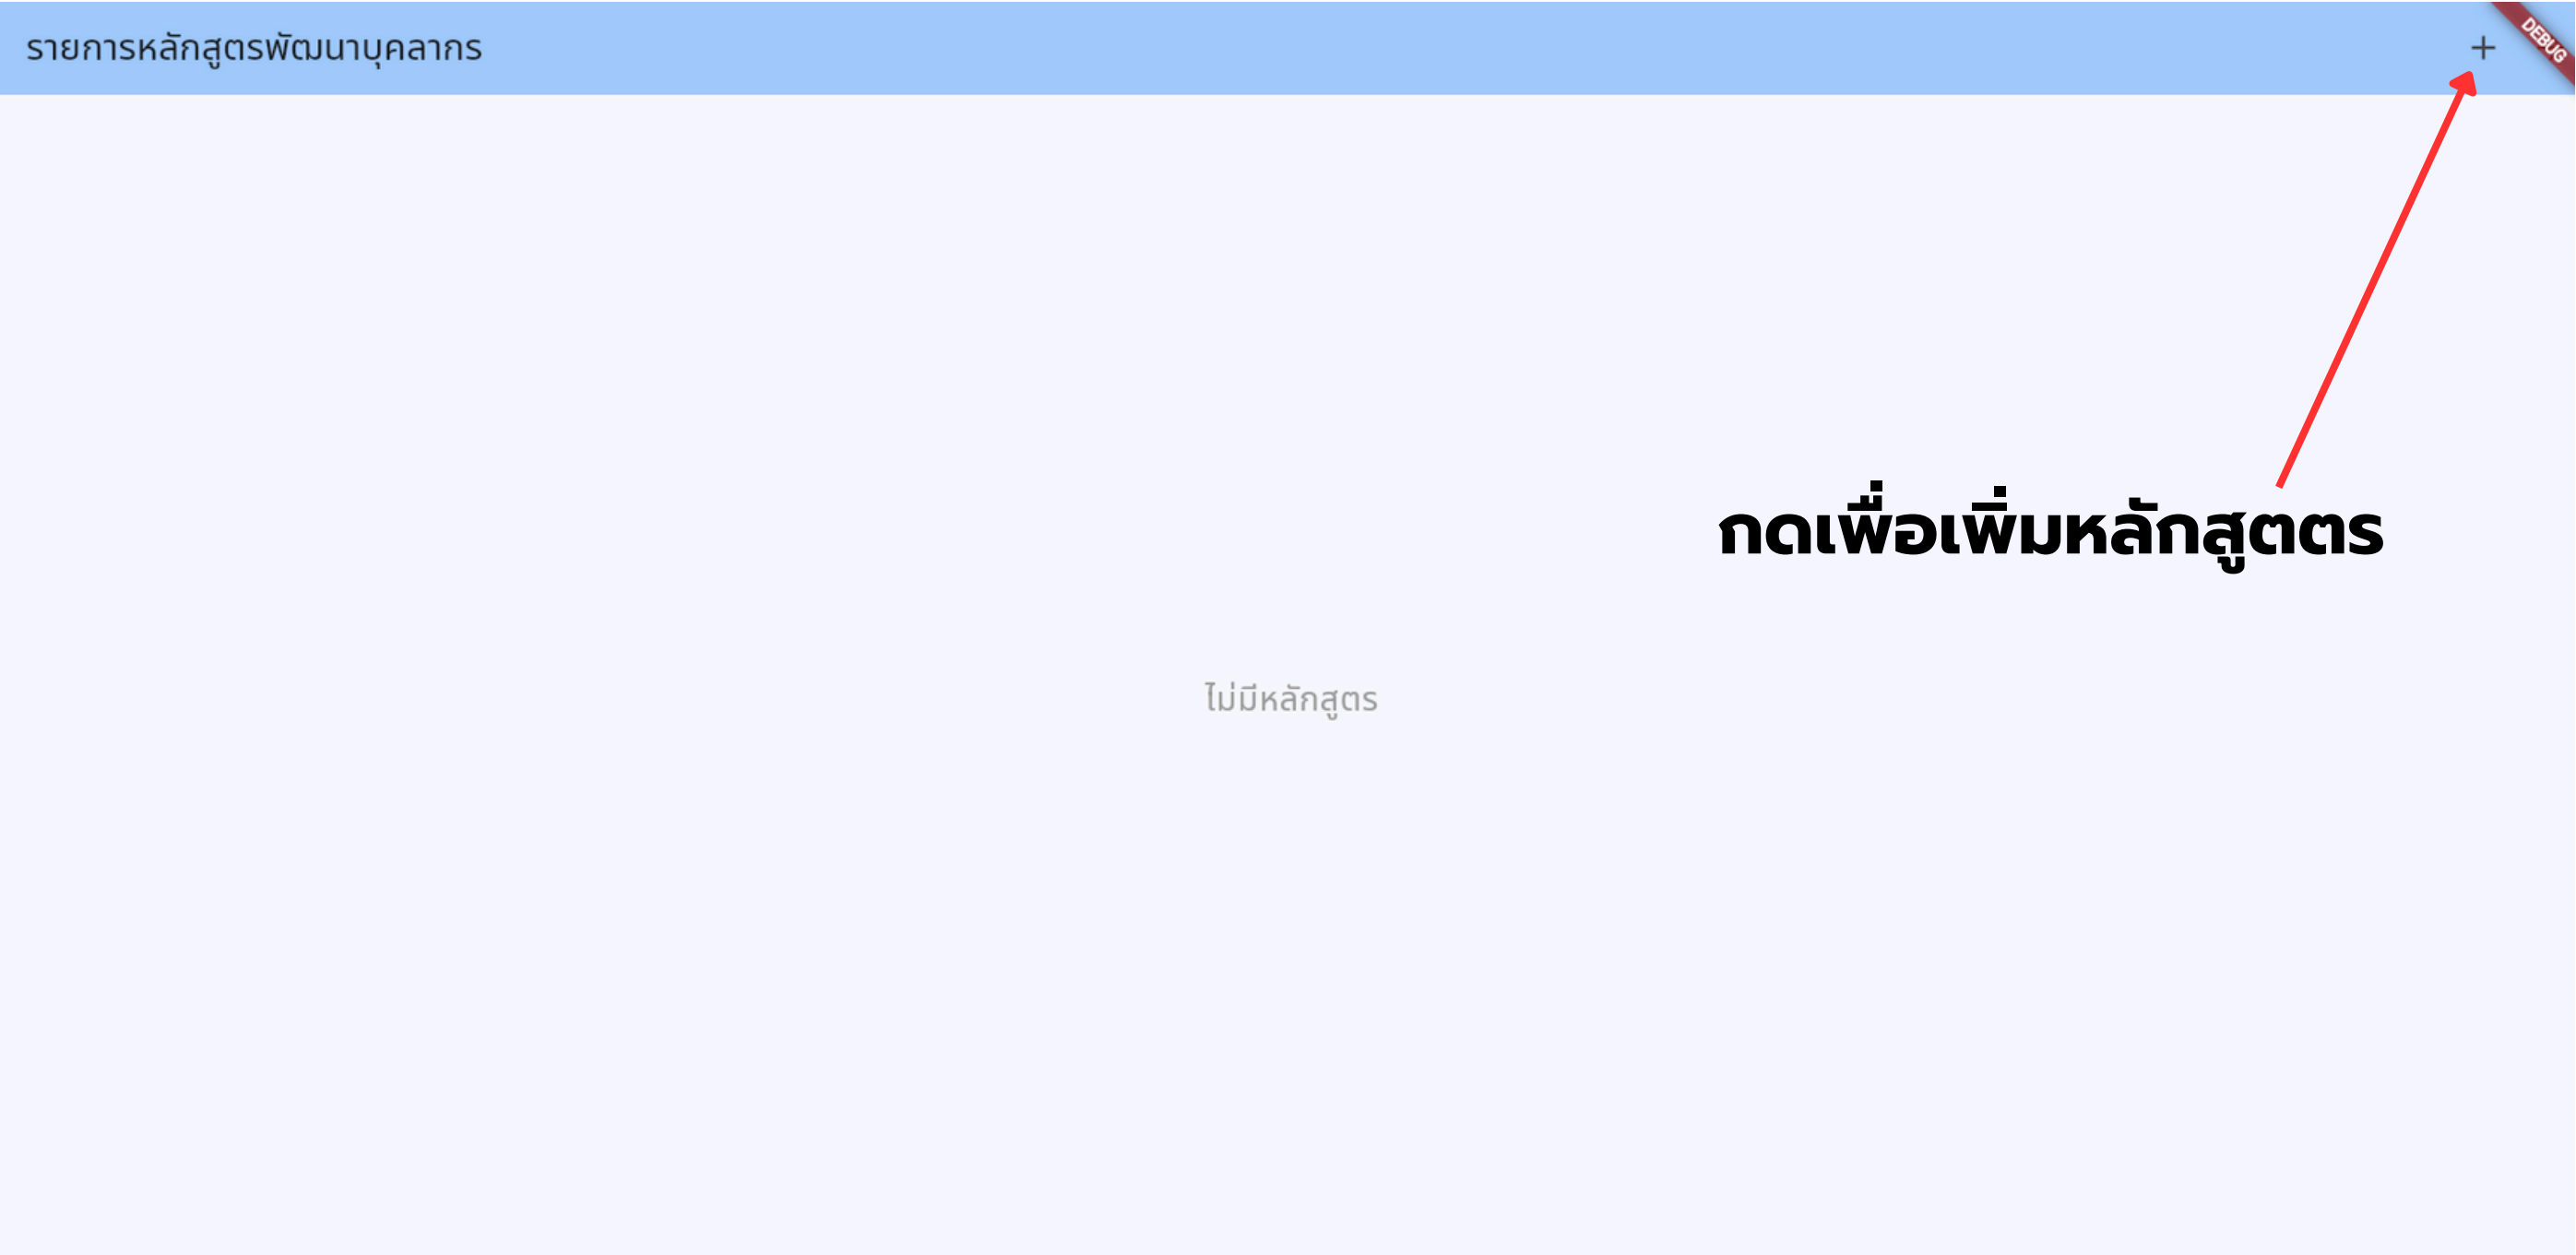 รายการหลักสูตรพัฒนาบุคลากร
+
DEBUG
กดเพื่อเพิ่มหลักสูตตร
ไม่มีหลักสูตร